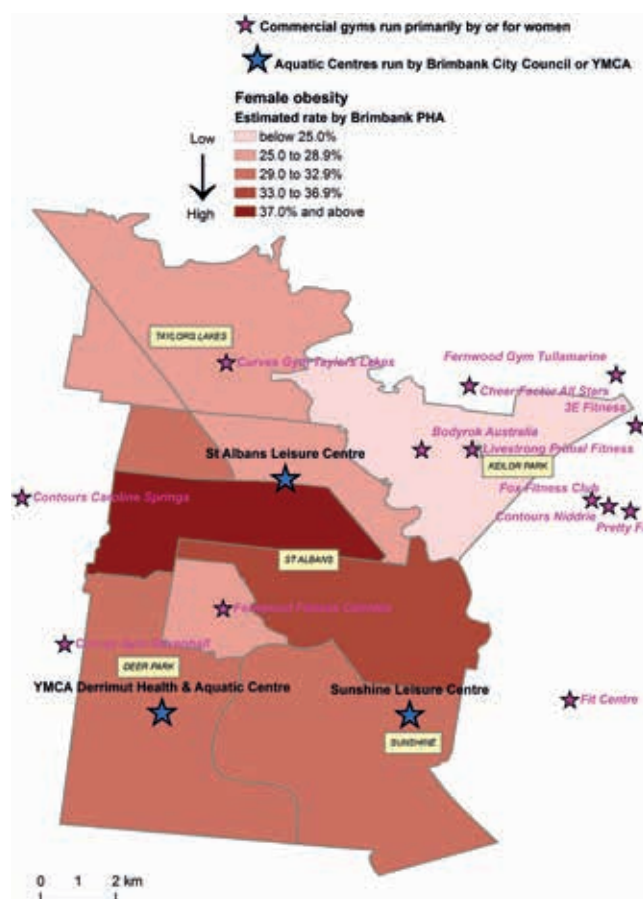 Commercial gyms run primarily by or for women
Aquatic Centres run by Brimbank City Council or YMCA
Female obesity
Estimated rate by Brimbank PHA
Low
High
below 25.0%
25.0 to 28.9%
29.0 to 32.9%
33.0 to 36.9%
37.0% and above
TAYLORS LAKES
Curves Gym Taylors Lakes
Fernwood Gym Tullamarine
Cheer Factor All Stars
3E Fitness
Bodyrok Australia
St Albans Leisure Centre
Livestrong Primal Fitness
KEILOR PARK
Contours Caroline Springs
Fox Fitness Club
Contours Niddrie
Pretty Fi
ST ALBANS
Fernwood Fitness
DEER PARK
YMCA Derrimut Health & Aquatic Centre
Sunshine Leisure Centre
Fit Centre
SUNSHINE
0 1 2 km